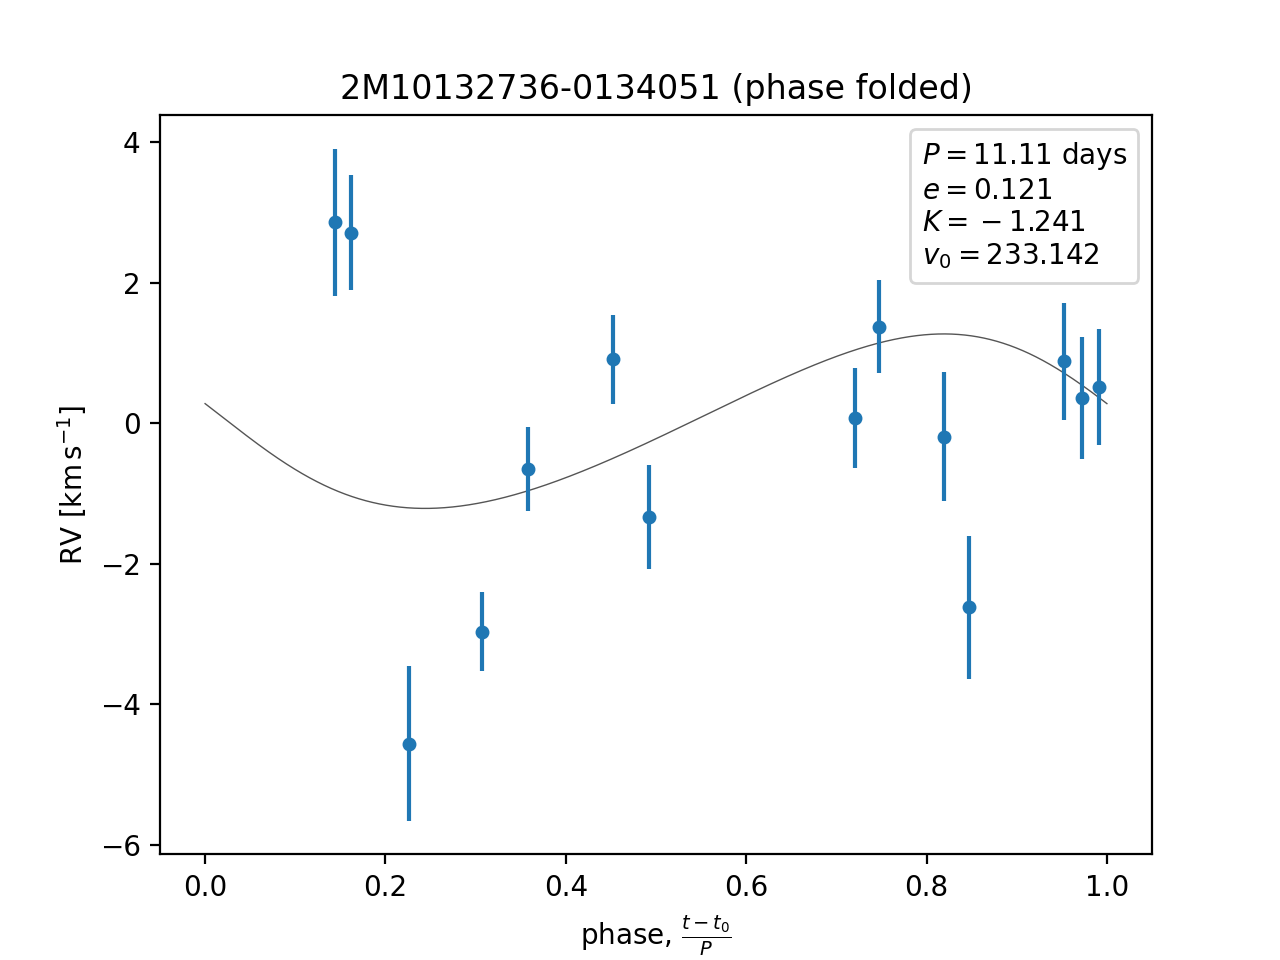 2M10132736-0134051 (phase folded)
P = 11.11 days
e = 0.121
K = −1.241
v₀ = 233.142
4
2
0
−2
−4
−6
RV [km s⁻¹]
0.0 0.2 0.4 0.6 0.8 1.0
phase, (t − t₀)/P